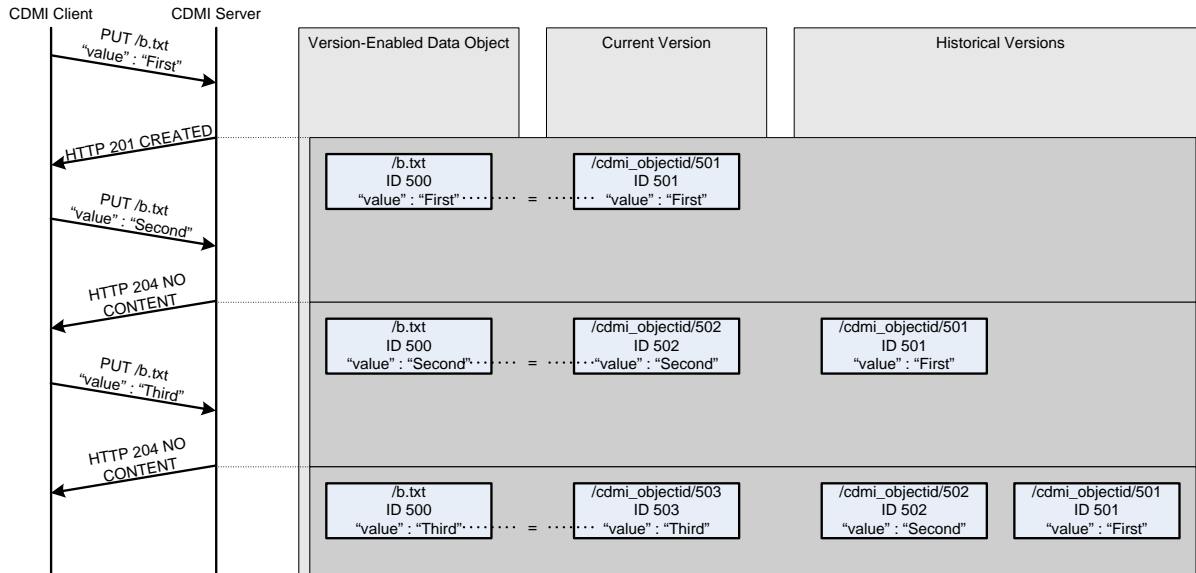 CDMI Client
CDMI Server
PUT /b.txt
“value” : “First”
Version-Enabled Data Object
Current Version
Historical Versions
HTTP 201 CREATED
/b.txt
ID 500
“value” : “First”
=
/cdmi_objectid/501
ID 501
“value” : “First”
PUT /b.txt
“value” : “Second”
HTTP 204 NO
CONTENT
/b.txt
ID 500
“value” : “Second”
=
/cdmi_objectid/502
ID 502
“value” : “Second”
/cdmi_objectid/501
ID 501
“value” : “First”
PUT /b.txt
“value” : “Third”
HTTP 204 NO
CONTENT
/b.txt
ID 500
“value” : “Third”
=
/cdmi_objectid/503
ID 503
“value” : “Third”
/cdmi_objectid/502
ID 502
“value” : “Second”
/cdmi_objectid/501
ID 501
“value” : “First”